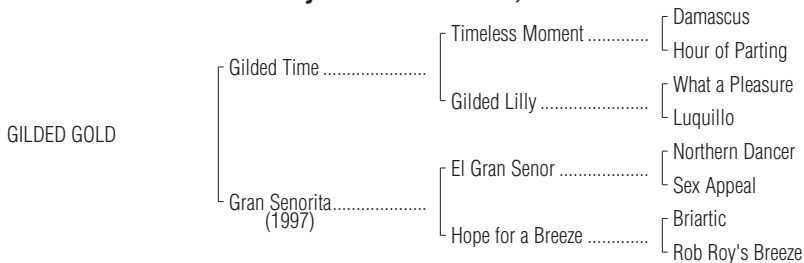 Damascus
Timeless Moment .............
Hour of Parting
Gilded Time ......................
What a Pleasure
Gilded Lilly .......................
Luquillo
GILDED GOLD
Northern Dancer
El Gran Senor ...................
Sex Appeal
Gran Senorita....................
(1997)
Briartic
Hope for a Breeze .............
Rob Roy's Breeze